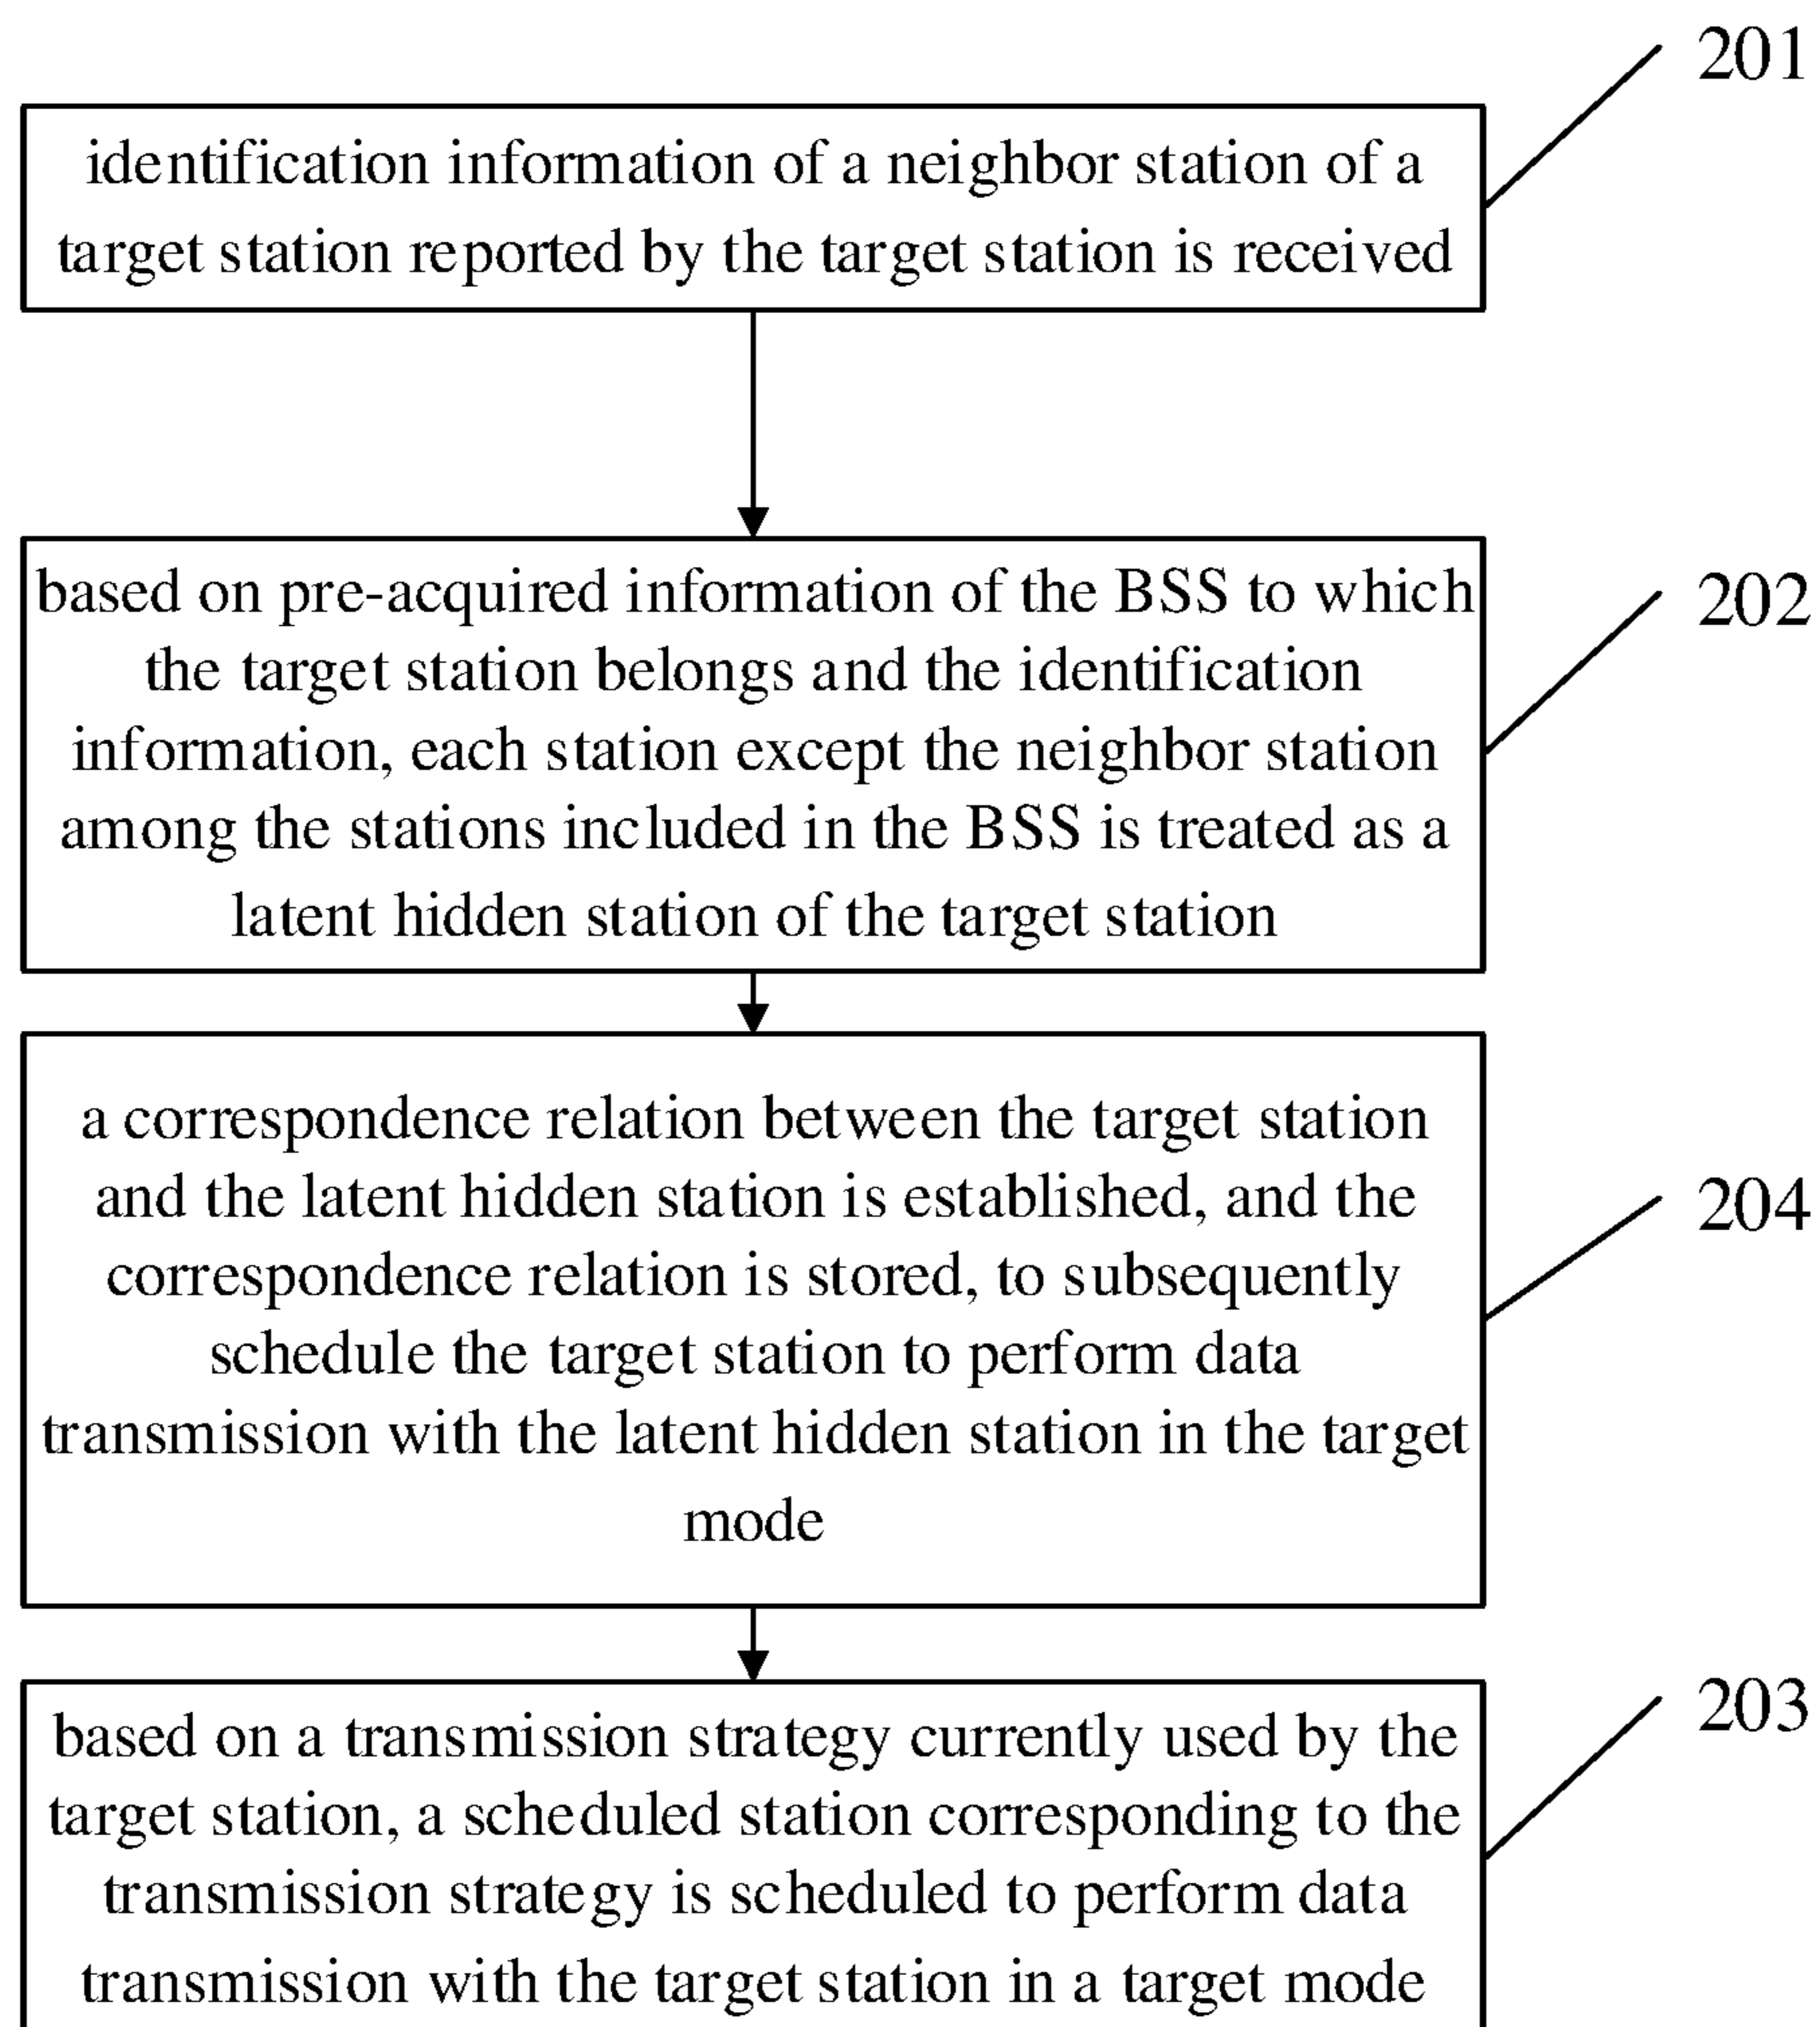 201
identification information of a neighbor station of a
target station reported by the target station is received
202
based on pre-acquired information of the BSS to which
the target station belongs and the identification
information, each station except the neighbor station
among the stations included in the BSS is treated as a
latent hidden station of the target station
204
a correspondence relation between the target station
and the latent hidden station is established, and the
correspondence relation is stored, to subsequently
schedule the target station to perform data
transmission with the latent hidden station in the target
mode
203
based on a transmission strategy currently used by the
target station, a scheduled station corresponding to the
transmission strategy is scheduled to perform data
transmission with the target station in a target mode